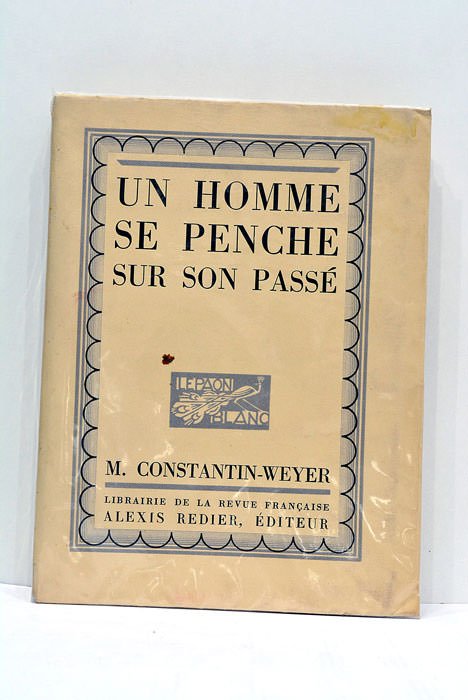 UN HOMME
SE PENCHE
SUR SON PASSÉ
LE PAON
BLANC
M. CONSTANTIN-WEYER
LIBRAIRIE DE LA REVUE FRANÇAISE
ALEXIS REDIER, ÉDITEUR